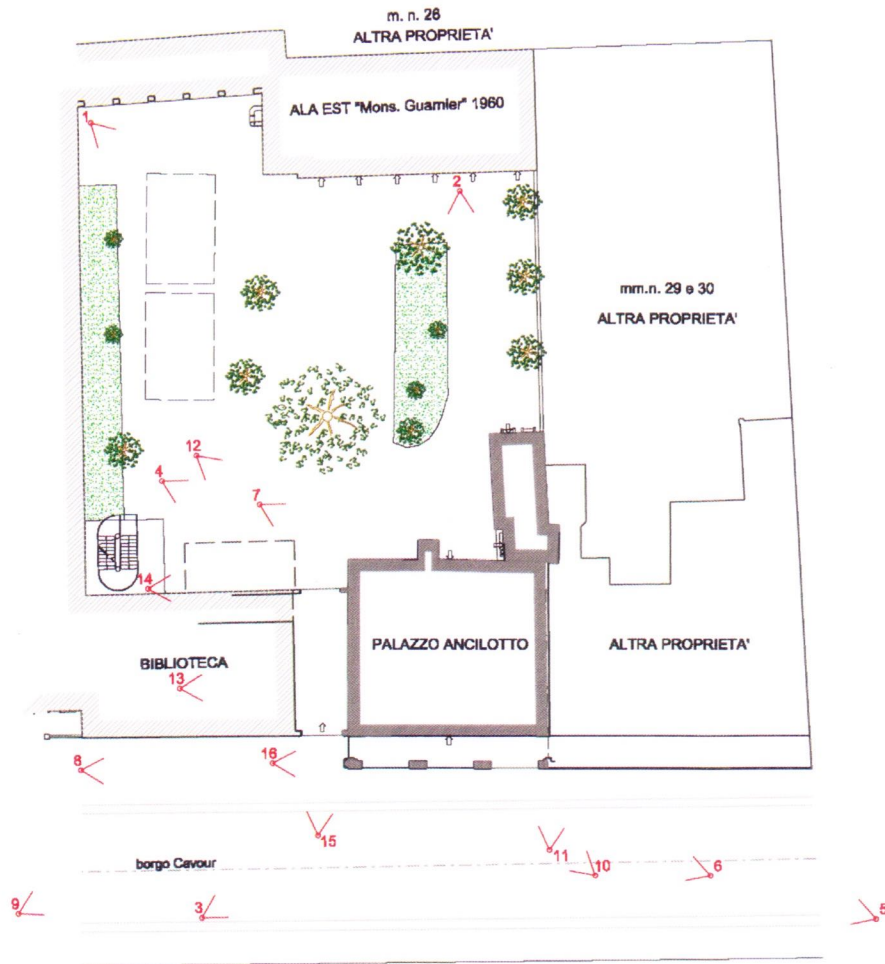 m. n. 26
ALTRA PROPRIETA'
ALA EST "Mons. Guarnier" 1960
1
2
mm.n. 29 e 30
ALTRA PROPRIETA'
12
4
7
14
BIBLIOTECA
PALAZZO ANCILOTTO
ALTRA PROPRIETA'
13
8
16
15
11
borgo Cavour
10
6
9
3
5